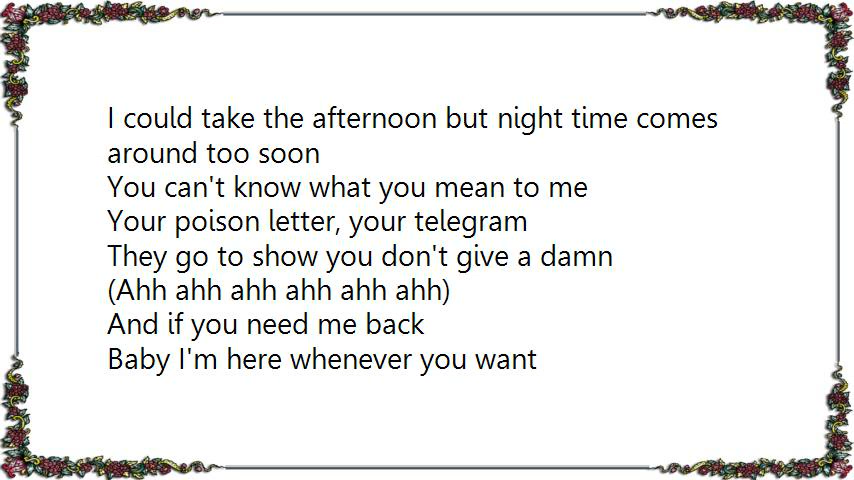 I could take the afternoon but night time comes
around too soon
You can't know what you mean to me
Your poison letter, your telegram
They go to show you don't give a damn
(Ahh ahh ahh ahh ahh ahh)
And if you need me back
Baby I'm here whenever you want